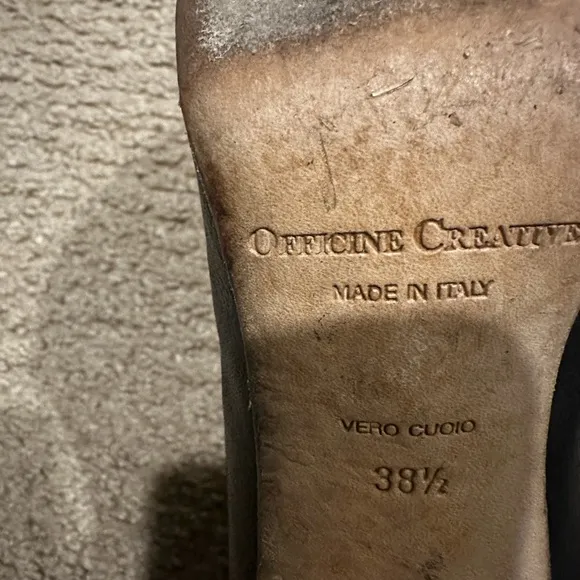 OFFICINE CREATIVE
MADE IN ITALY
VERO CUOIO
38½